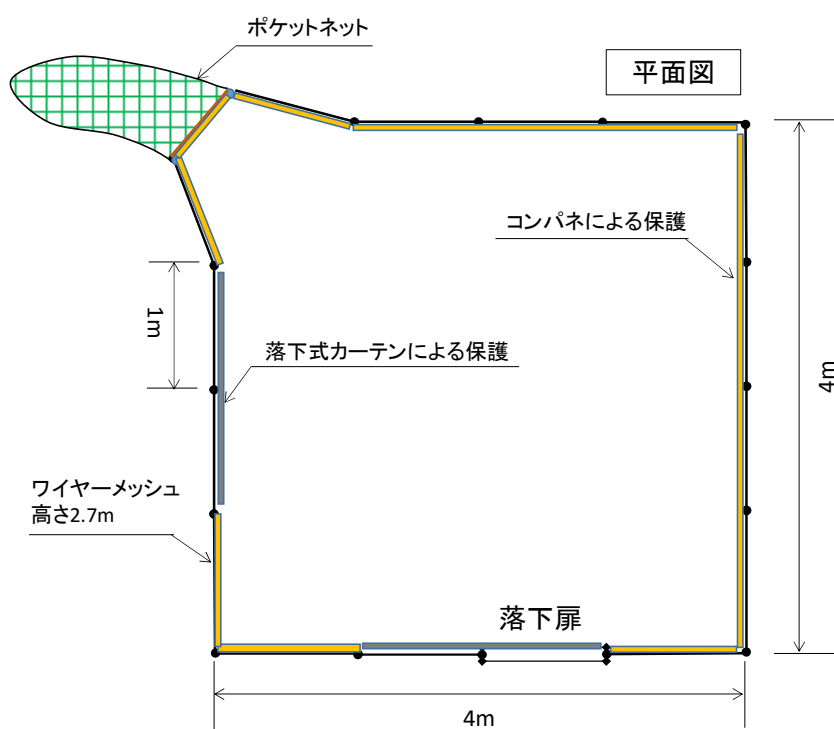 ポケットネット
平面図
コンパネによる保護
1m
落下式カーテンによる保護
4m
ワイヤーメッシュ
高さ2.7m
落下扉
4m